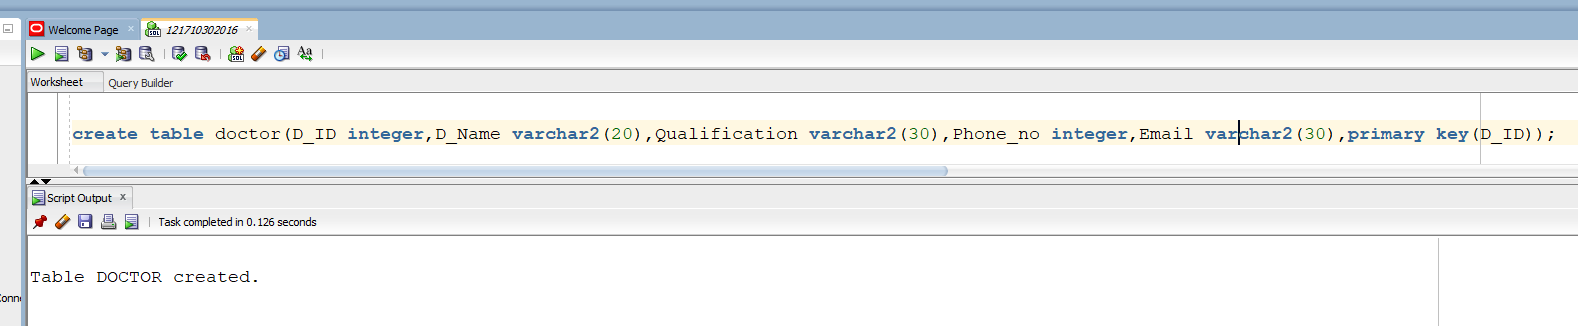 Welcome Page
121710302016
Worksheet
Query Builder
create table doctor(D_ID integer,D_Name varchar2(20),Qualification varchar2(30),Phone_no integer,Email varchar2(30),primary key(D_ID));
Script Output
Task completed in 0.126 seconds
Table DOCTOR created.